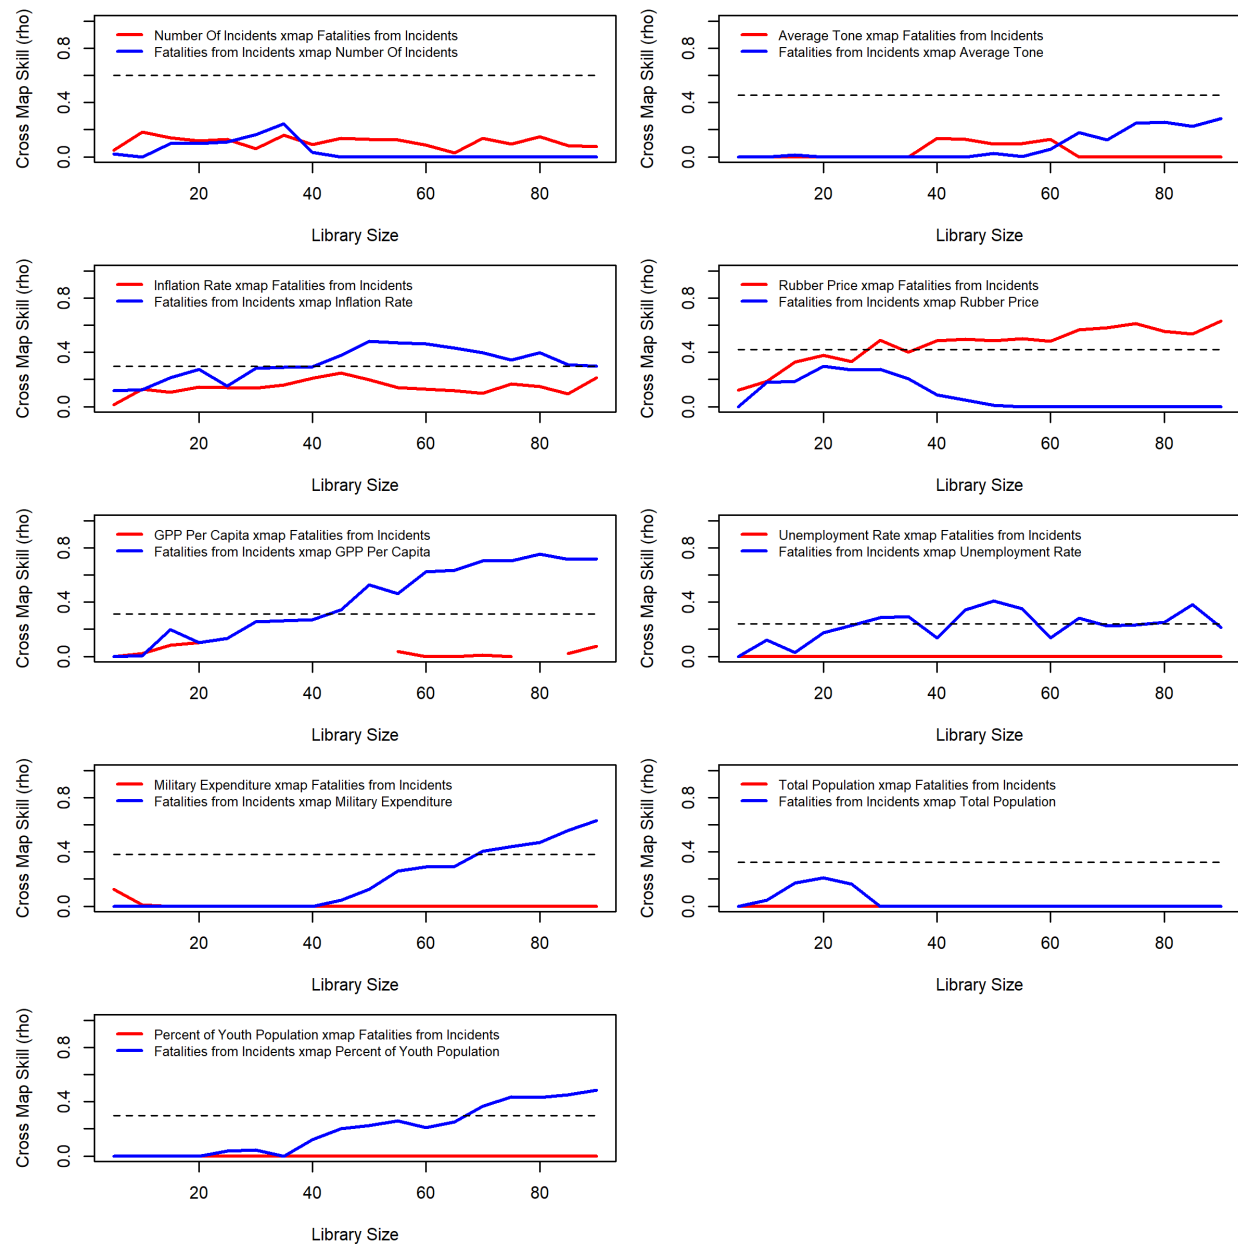 Cross Map Skill (rho)
0.0 0.4 0.8
Number Of Incidents xmap Fatalities from Incidents
Fatalities from Incidents xmap Number Of Incidents
20 40 60 80
Library Size
Cross Map Skill (rho)
0.0 0.4 0.8
Average Tone xmap Fatalities from Incidents
Fatalities from Incidents xmap Average Tone
20 40 60 80
Library Size
Cross Map Skill (rho)
0.0 0.4 0.8
Inflation Rate xmap Fatalities from Incidents
Fatalities from Incidents xmap Inflation Rate
20 40 60 80
Library Size
Cross Map Skill (rho)
0.0 0.4 0.8
Rubber Price xmap Fatalities from Incidents
Fatalities from Incidents xmap Rubber Price
20 40 60 80
Library Size
Cross Map Skill (rho)
0.0 0.4 0.8
GPP Per Capita xmap Fatalities from Incidents
Fatalities from Incidents xmap GPP Per Capita
20 40 60 80
Library Size
Cross Map Skill (rho)
0.0 0.4 0.8
Unemployment Rate xmap Fatalities from Incidents
Fatalities from Incidents xmap Unemployment Rate
20 40 60 80
Library Size
Cross Map Skill (rho)
0.0 0.4 0.8
Military Expenditure xmap Fatalities from Incidents
Fatalities from Incidents xmap Military Expenditure
20 40 60 80
Library Size
Cross Map Skill (rho)
0.0 0.4 0.8
Total Population xmap Fatalities from Incidents
Fatalities from Incidents xmap Total Population
20 40 60 80
Library Size
Cross Map Skill (rho)
0.0 0.4 0.8
Percent of Youth Population xmap Fatalities from Incidents
Fatalities from Incidents xmap Percent of Youth Population
20 40 60 80
Library Size